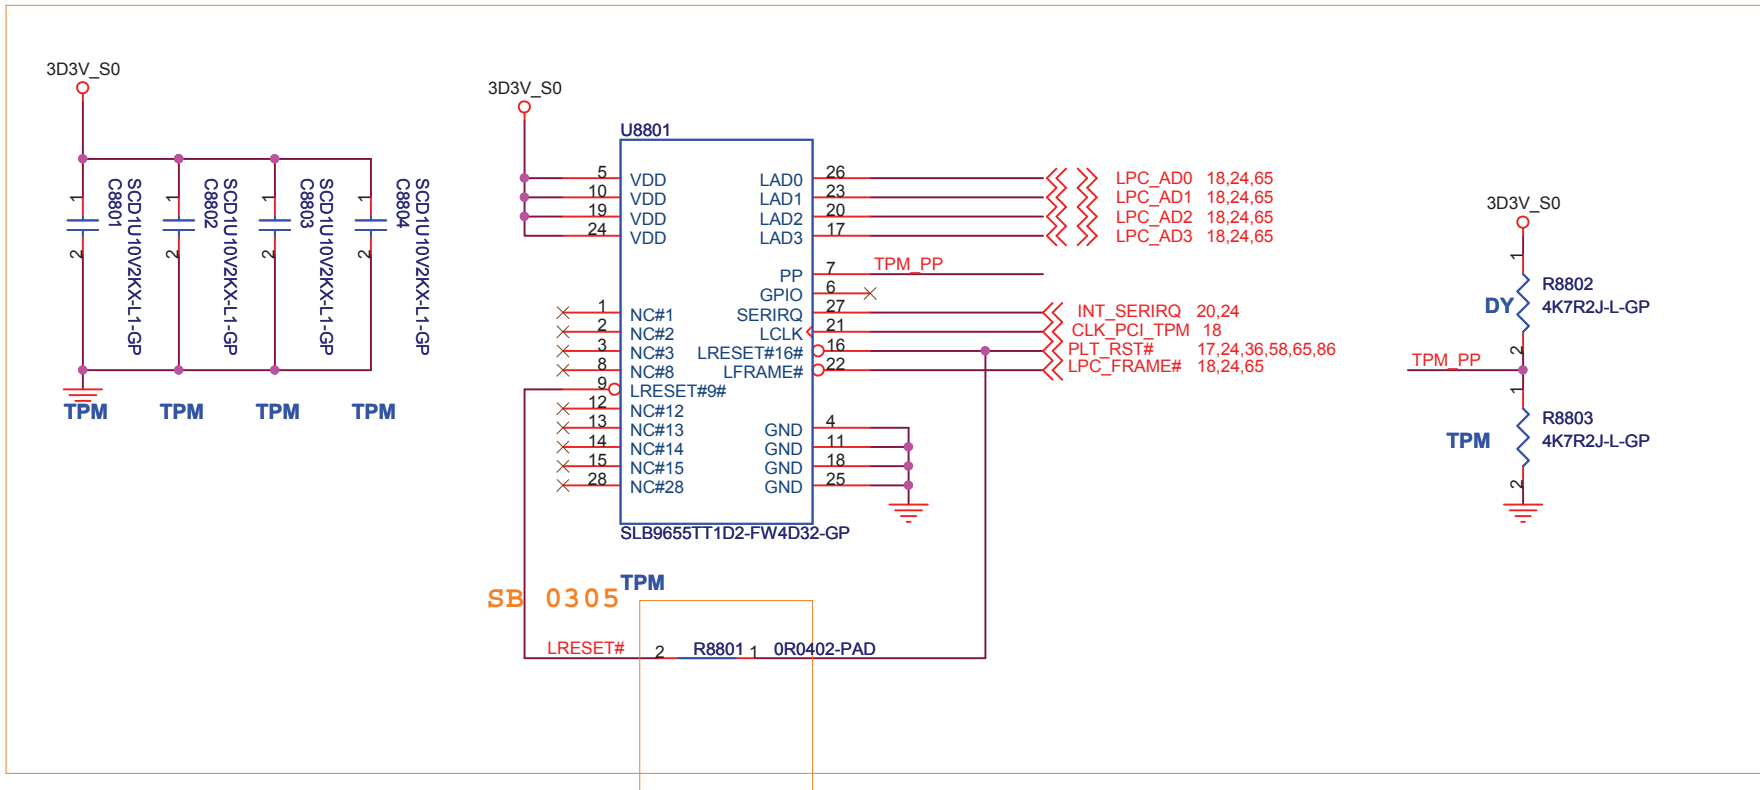 3D3V_S0
1
2
C8801
SCD1U10V2KX-L1-GP
TPM
1
2
C8802
SCD1U10V2KX-L1-GP
TPM
1
2
C8803
SCD1U10V2KX-L1-GP
TPM
1
2
C8804
SCD1U10V2KX-L1-GP
TPM
3D3V_S0
U8801
5 VDD
10 VDD
19 VDD
24 VDD
1 NC#1
2 NC#2
3 NC#3
8 NC#8
9 LRESET#9#
12 NC#12
13 NC#13
14 NC#14
15 NC#15
28 NC#28
LAD0 26 LPC_AD0 18,24,65
LAD1 23 LPC_AD1 18,24,65
LAD2 20 LPC_AD2 18,24,65
LAD3 17 LPC_AD3 18,24,65
PP 7 TPM_PP
GPIO 6
SERIRQ 27 INT_SERIRQ 20,24
LCLK 21 CLK_PCI_TPM 18
LRESET#16# 16 PLT_RST# 17,24,36,58,65,86
LFRAME# 22 LPC_FRAME# 18,24,65
GND 4
GND 11
GND 18
GND 25
SLB9655TT1D2-FW4D32-GP
TPM
SB 0305
LRESET# 2 R8801 1 0R0402-PAD
3D3V_S0
1
R8802
DY 4K7R2J-L-GP
2
TPM_PP
1
R8803
TPM 4K7R2J-L-GP
2